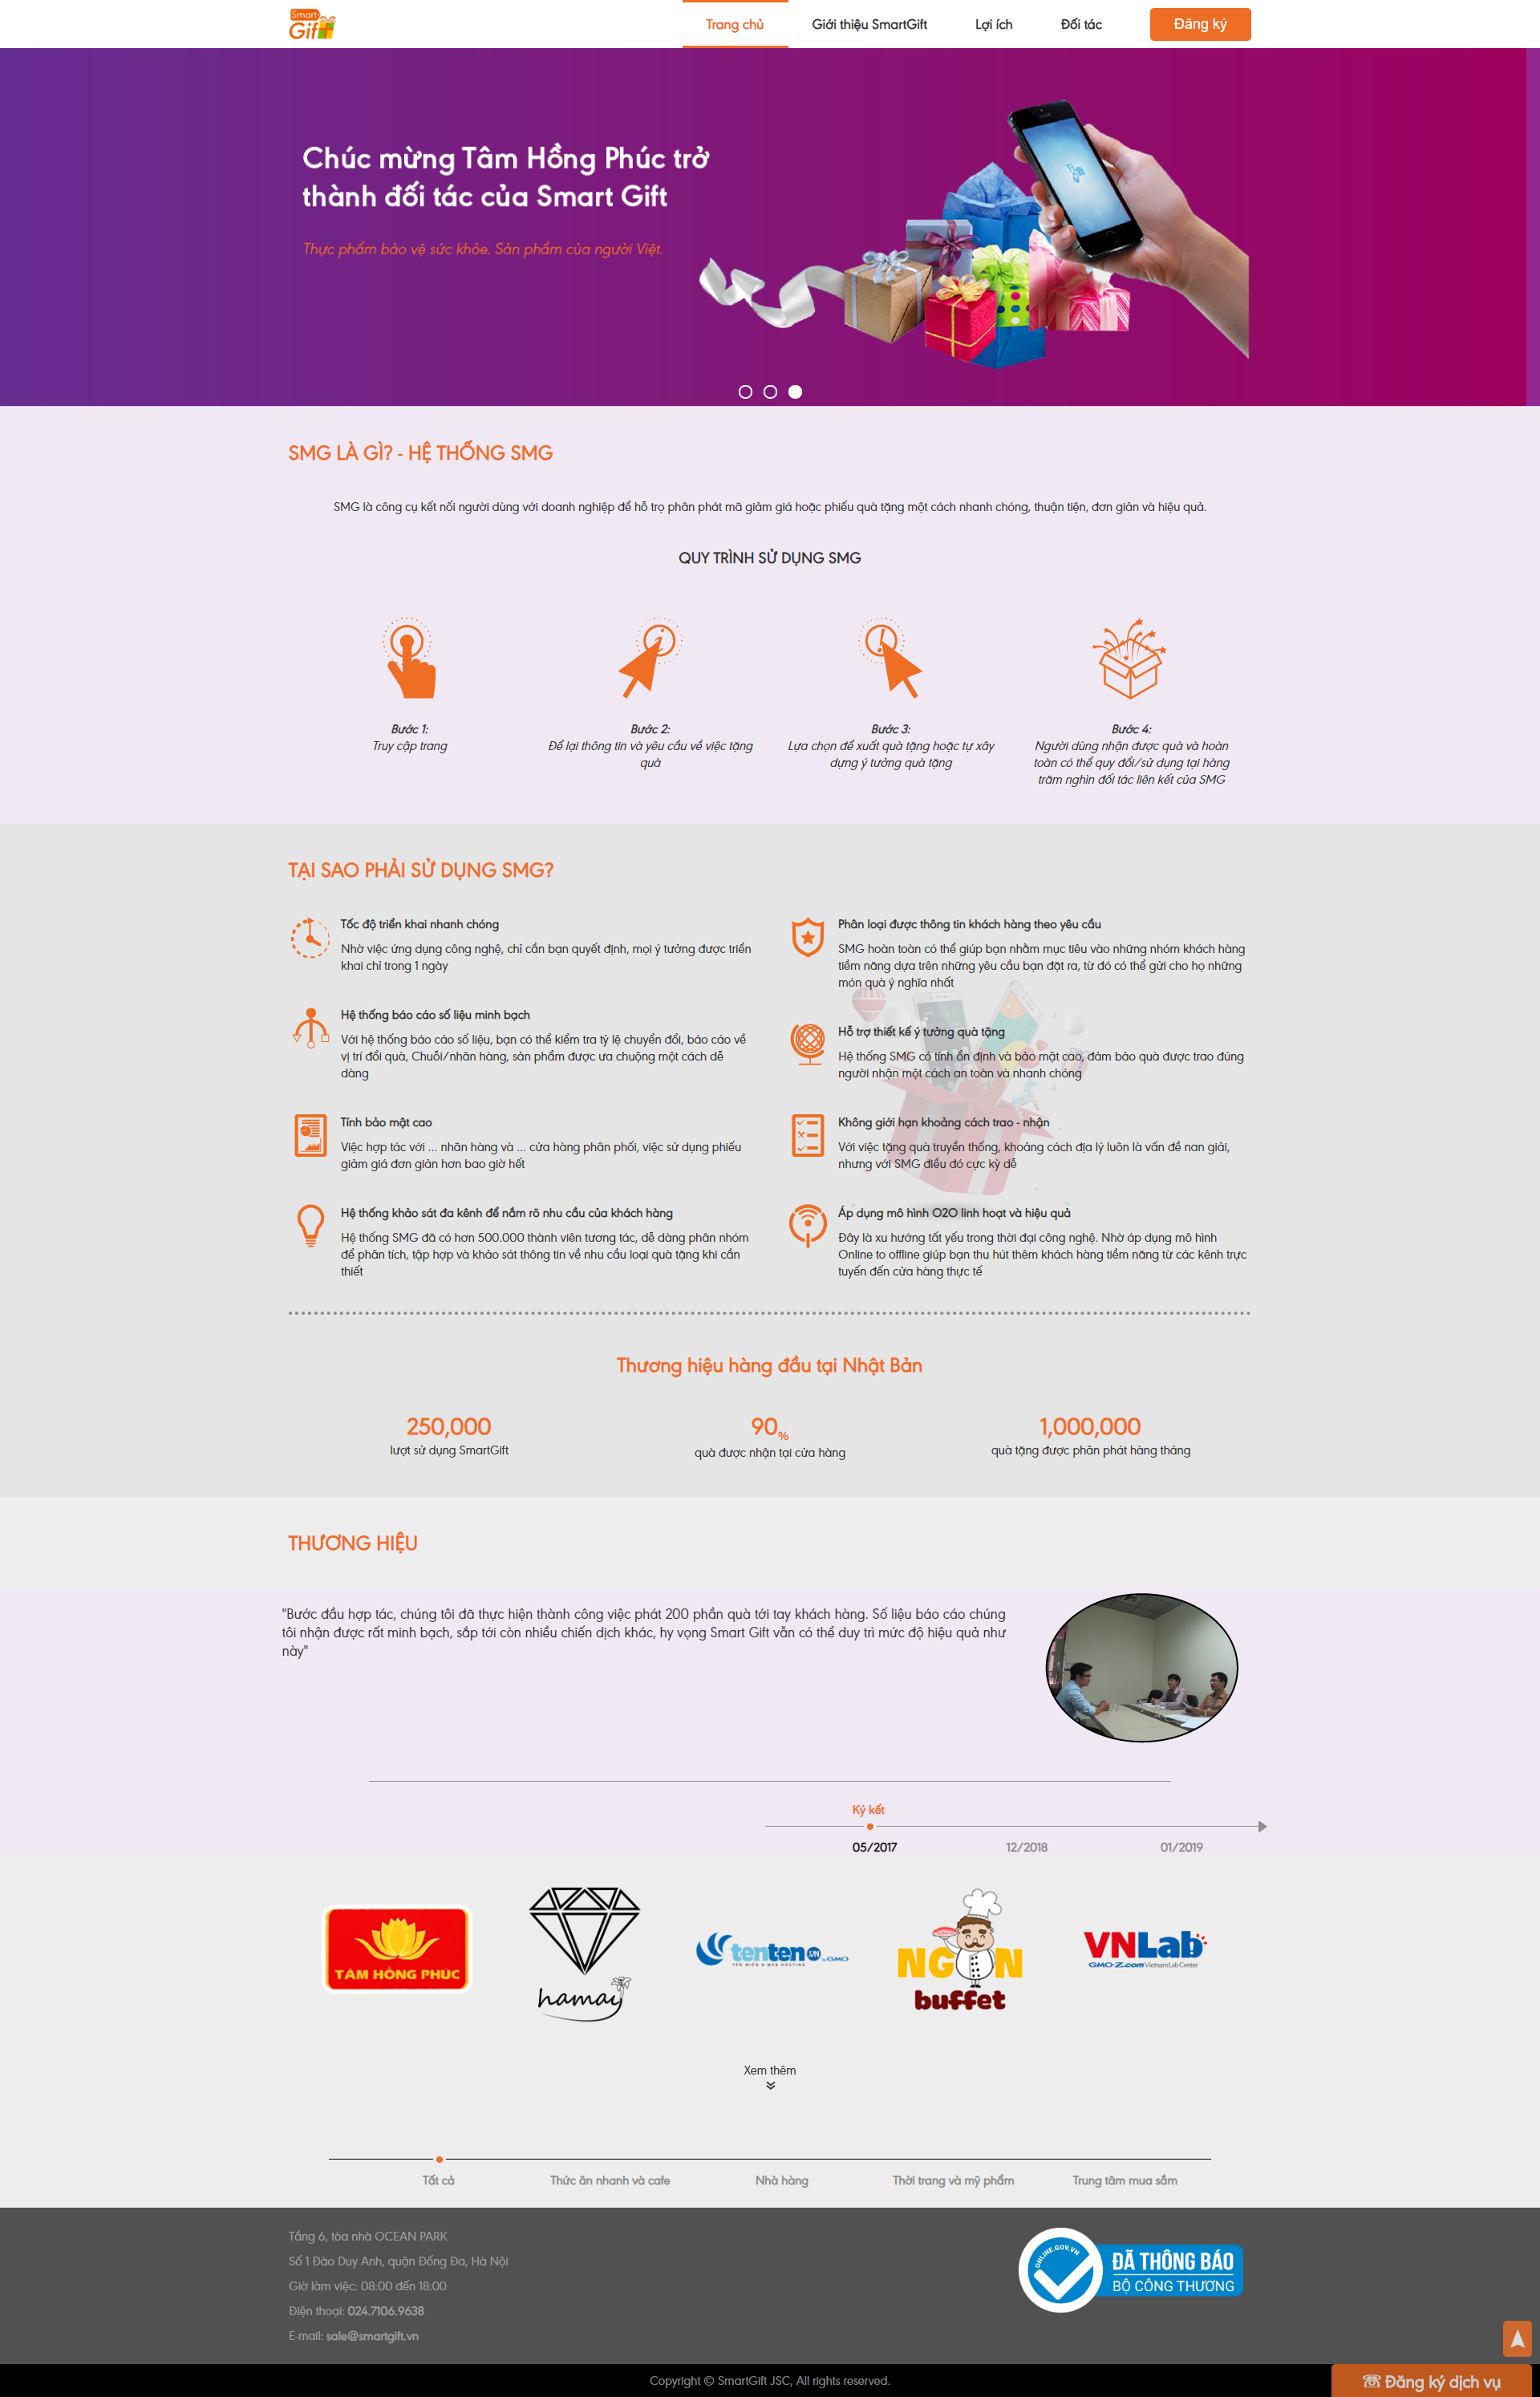 Smart
Gift
Trang chủ
Giới thiệu SmartGift
Lợi ích
Đối tác
Đăng ký
Chúc mừng Tâm Hồng Phúc trở
thành đối tác của Smart Gift
Thực phẩm bảo vệ sức khỏe. Sản phẩm của người Việt.
SMG LÀ GÌ? - HỆ THỐNG SMG
SMG là công cụ kết nối người dùng với doanh nghiệp để hỗ trợ phân phát mã giảm giá hoặc phiếu quà tặng một cách nhanh chóng, thuận tiện, đơn giản và hiệu quả.
QUY TRÌNH SỬ DỤNG SMG
Bước 1:
Truy cập trang
Bước 2:
Để lại thông tin và yêu cầu về việc tặng
quà
Bước 3:
Lựa chọn để xuất quà tặng hoặc tự xây
dựng ý tưởng quà tặng
Bước 4:
Người dùng nhận được quà và hoàn
toàn có thể quy đổi/sử dụng tại hàng
trăm nghìn đối tác liên kết của SMG
TẠI SAO PHẢI SỬ DỤNG SMG?
Tốc độ triển khai nhanh chóng
Nhờ việc ứng dụng công nghệ, chỉ cần bạn quyết định, mọi ý tưởng được triển
khai chỉ trong 1 ngày
Hệ thống báo cáo số liệu minh bạch
Với hệ thống báo cáo số liệu, bạn có thể kiểm tra tỷ lệ chuyển đổi, báo cáo về
vị trí đổi quà, Chuỗi/nhãn hàng, sản phẩm được ưa chuộng một cách dễ
dàng
Tính bảo mật cao
Việc hợp tác với ... nhãn hàng và ... cửa hàng phân phối, việc sử dụng phiếu
giảm giá đơn giản hơn bao giờ hết
Hệ thống khảo sát đa kênh để nắm rõ nhu cầu của khách hàng
Hệ thống SMG đã có hơn 500.000 thành viên tương tác, dễ dàng phân nhóm
để phân tích, tập hợp và khảo sát thông tin về nhu cầu loại quà tặng khi cần
thiết
Phân loại được thông tin khách hàng theo yêu cầu
SMG hoàn toàn có thể giúp bạn nhằm mục tiêu vào những nhóm khách hàng
tiềm năng dựa trên những yêu cầu bạn đặt ra, từ đó có thể gửi cho họ những
món quà ý nghĩa nhất
Hỗ trợ thiết kế ý tưởng quà tặng
Hệ thống SMG có tính ổn định và bảo mật cao, đảm bảo quà được trao đúng
người nhận một cách an toàn và nhanh chóng
Không giới hạn khoảng cách trao - nhận
Với việc tặng quà truyền thống, khoảng cách địa lý luôn là vấn đề nan giải,
nhưng với SMG điều đó cực kỳ dễ
Áp dụng mô hình O2O linh hoạt và hiệu quả
Đây là xu hướng tất yếu trong thời đại công nghệ. Nhờ áp dụng mô hình
Online to offline giúp bạn thu hút thêm khách hàng tiềm năng từ các kênh trực
tuyến đến cửa hàng thực tế
Thương hiệu hàng đầu tại Nhật Bản
250,000
lượt sử dụng SmartGift
90%
quà được nhận tại cửa hàng
1,000,000
quà tặng được phân phát hàng tháng
THƯƠNG HIỆU
"Bước đầu hợp tác, chúng tôi đã thực hiện thành công việc phát 200 phần quà tới tay khách hàng. Số liệu báo cáo chúng
tôi nhận được rất minh bạch, sắp tới còn nhiều chiến dịch khác, hy vọng Smart Gift vẫn có thể duy trì mức độ hiệu quả như
này"
Ký kết
05/2017
12/2018
01/2019
TÂM HỒNG PHÚC
hamay
tenten.vn
by GMO
TÊN MIỀN & WEB HOSTING
NGON
buffet
VNLab
GMO-Z.com Vietnam Lab Center
Xem thêm
Tất cả
Thức ăn nhanh và cafe
Nhà hàng
Thời trang và mỹ phẩm
Trung tâm mua sắm
Tầng 6, tòa nhà OCEAN PARK
Số 1 Đào Duy Anh, quận Đống Đa, Hà Nội
Giờ làm việc: 08:00 đến 18:00
Điện thoại: 024.7106.9638
E-mail: sale@smartgift.vn
ONLINE.GOV.VN
ĐÃ THÔNG BÁO
BỘ CÔNG THƯƠNG
Copyright © SmartGift JSC, All rights reserved.
☏ Đăng ký dịch vụ